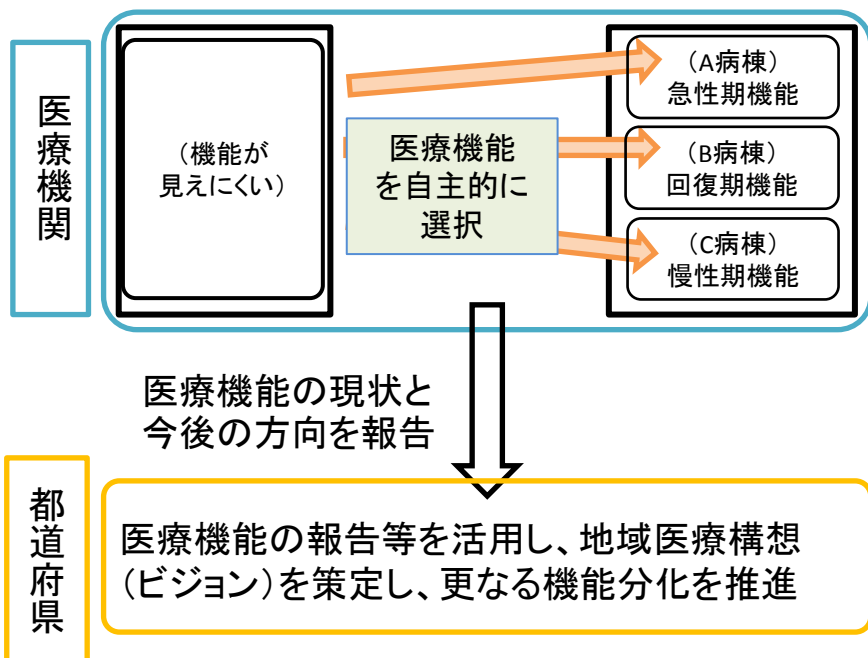 医療機関
（機能が
見えにくい）
医療機能
を自主的に
選択
（A病棟）
急性期機能
（B病棟）
回復期機能
（C病棟）
慢性期機能
医療機能の現状と
今後の方向を報告
都道府県
医療機能の報告等を活用し、地域医療構想
（ビジョン）を策定し、更なる機能分化を推進